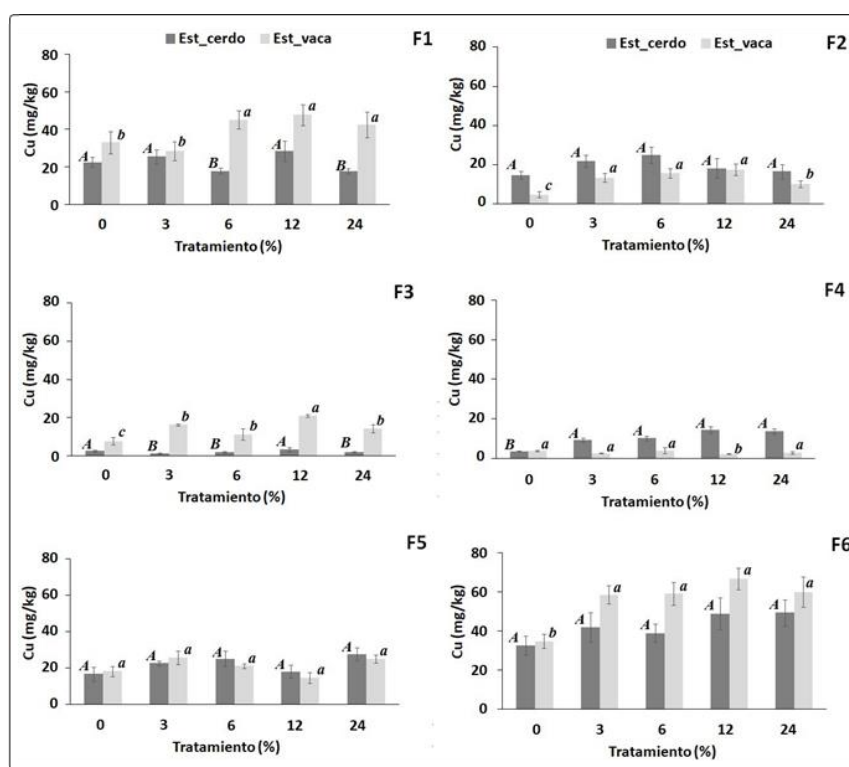 Est_cerdo Est_vaca F1
80
60
40
20
0
Cu (mg/kg)
A b A a B a A a B a
0 3 6 12 24
Tratamiento (%)
Est_cerdo Est_vaca F2
80
60
40
20
0
Cu (mg/kg)
A c A a A a A a A b
0 3 6 12 24
Tratamiento (%)
F3
80
60
40
20
0
Cu (mg/kg)
A c B b B b A a B b
0 3 6 12 24
Tratamiento (%)
F4
80
60
40
20
0
Cu (mg/kg)
B a A a A a A b A a
0 3 6 12 24
Tratamiento (%)
F5
80
60
40
20
0
Cu (mg/kg)
A a A a A a A a A a
0 3 6 12 24
Tratamiento (%)
F6
80
60
40
20
0
Cu (mg/kg)
A b A a A a A a A a
0 3 6 12 24
Tratamiento (%)